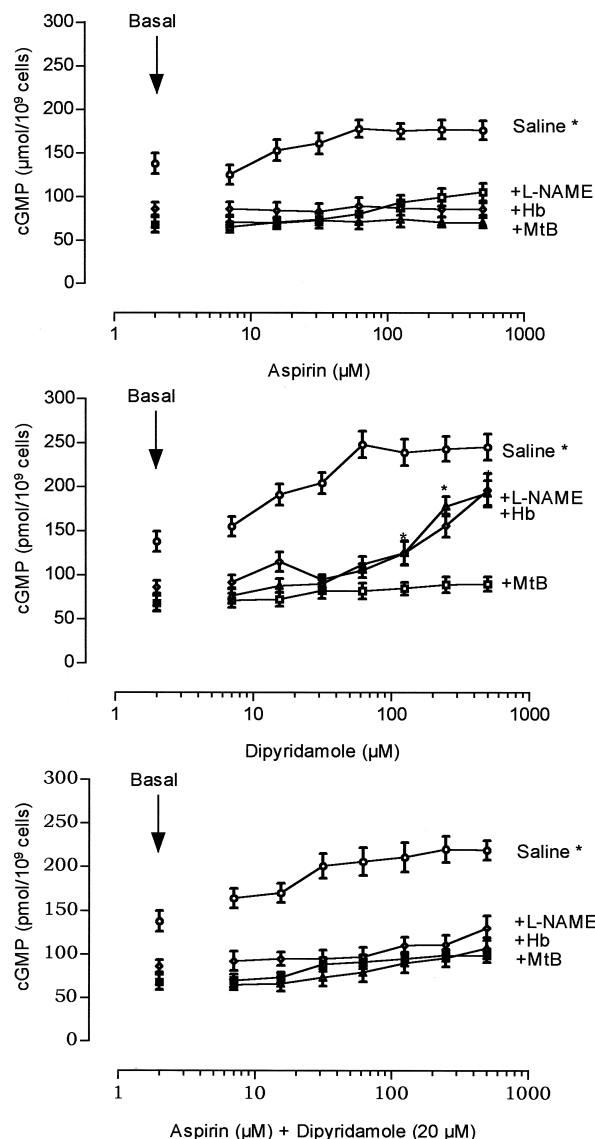 Basal
300
250
200
150
100
50
0
cGMP (µmol/10⁹ cells)
Saline *
+L-NAME
+Hb
+MtB
1 10 100 1000
Aspirin (µM)
Basal
300
250
200
150
100
50
0
cGMP (pmol/10⁹ cells)
Saline *
* *
+L-NAME
+Hb
+MtB
1 10 100 1000
Dipyridamole (µM)
Basal
300
250
200
150
100
50
0
cGMP (pmol/10⁹ cells)
Saline *
+L-NAME
+Hb
+MtB
1 10 100 1000
Aspirin (µM) + Dipyridamole (20 µM)